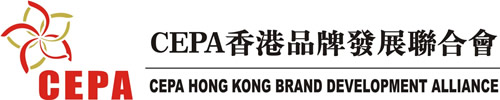 CEPA
CEPA香港品牌發展聯合會
CEPA HONG KONG BRAND DEVELOPMENT ALLIANCE